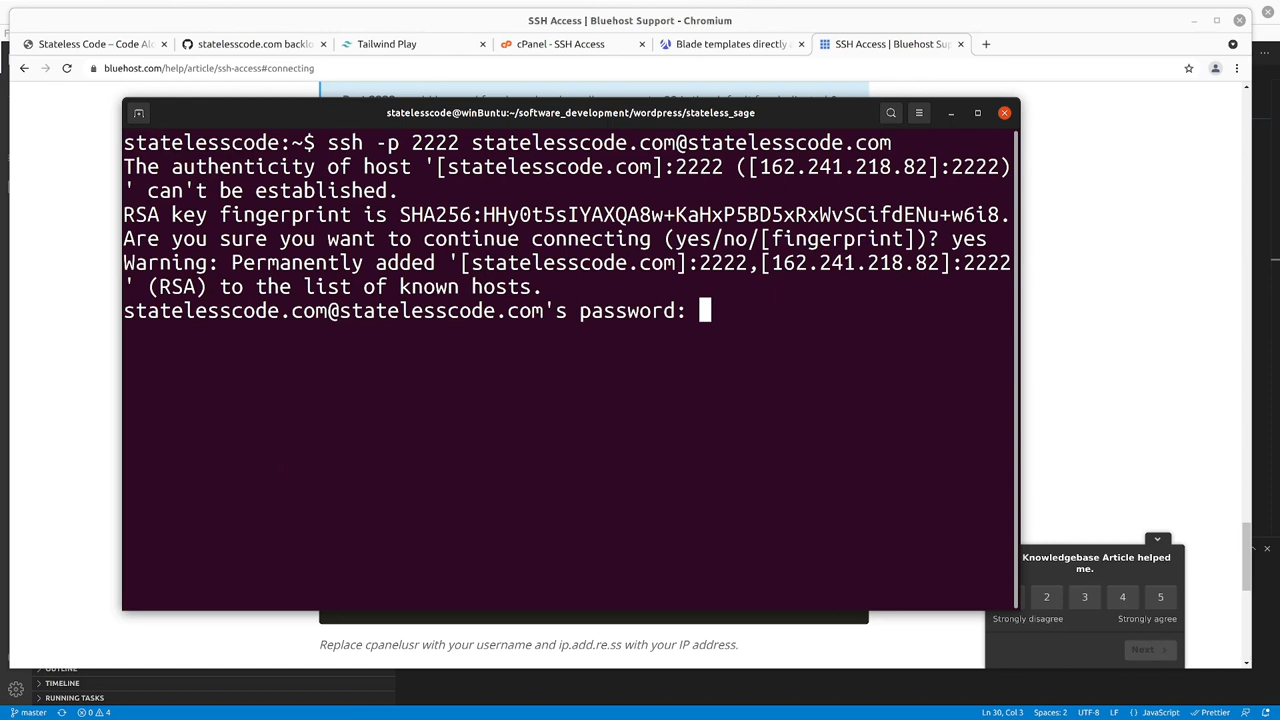 SSH Access | Bluehost Support - Chromium
Stateless Code – Code Al
statelesscode.com backlo
Tailwind Play
cPanel - SSH Access
Blade templates directly
SSH Access | Bluehost Sup
bluehost.com/help/article/ssh-access#connecting
statelesscode@winBuntu:~/software_development/wordpress/stateless_sage
statelesscode:~$ ssh -p 2222 statelesscode.com@statelesscode.com
The authenticity of host '[statelesscode.com]:2222 ([162.241.218.82]:2222)
' can't be established.
RSA key fingerprint is SHA256:HHy0t5sIYAXQA8w+KaHxP5BD5xRxWvSCifdENu+w6i8.
Are you sure you want to continue connecting (yes/no/[fingerprint])? yes
Warning: Permanently added '[statelesscode.com]:2222,[162.241.218.82]:2222
' (RSA) to the list of known hosts.
statelesscode.com@statelesscode.com's password:
Knowledgebase Article helped
me.
2 3 4 5
Strongly disagree Strongly agree
Next
Replace cpanelusr with your username and ip.add.re.ss with your IP address.
OUTLINE
TIMELINE
RUNNING TASKS
master 0 4 Ln 30, Col 3 Spaces: 2 UTF-8 LF {} JavaScript Prettier